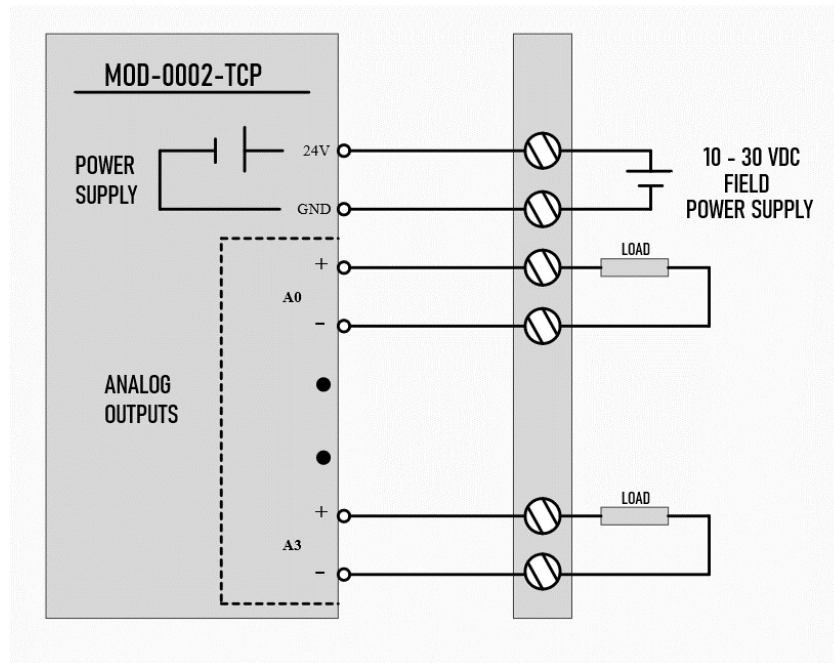 MOD-0002-TCP
POWER
SUPPLY
24V
GND
10 - 30 VDC
FIELD
POWER SUPPLY
+
A0
-
LOAD
ANALOG
OUTPUTS
+
A3
-
LOAD